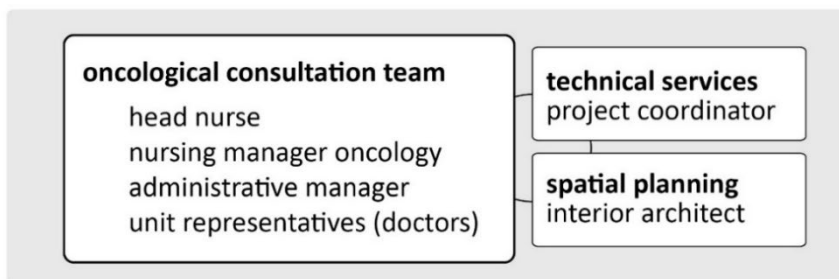 oncological consultation team
head nurse
nursing manager oncology
administrative manager
unit representatives (doctors)
technical services
project coordinator
spatial planning
interior architect